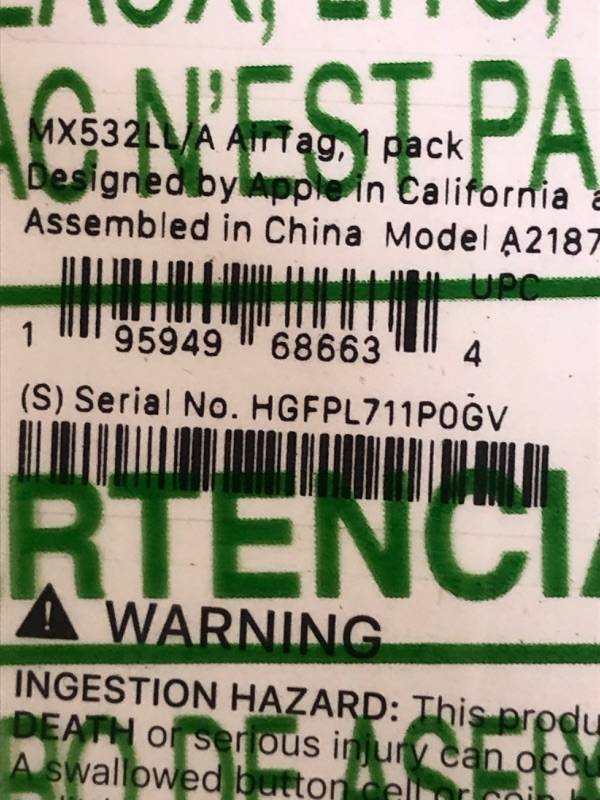 AC N'EST PA
MX532LL/A AirTag, 1 pack
Designed by Apple in California
Assembled in China Model A2187
UPC
1 95949 68663 4
(S) Serial No. HGFPL711P0GV
RTENCIA
WARNING
INGESTION HAZARD: This produ
DEATH or serious injury can occu
A swallowed button cell or coin b